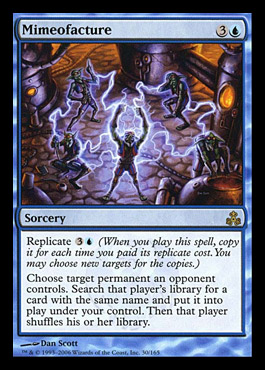 Mimeofacture 3
Sorcery
Replicate 3 (When you play this spell, copy
it for each time you paid its replicate cost. You
may choose new targets for the copies.)
Choose target permanent an opponent
controls. Search that player's library for a
card with the same name and put it into
play under your control. Then that player
shuffles his or her library.
Dan Scott
™ & © 1993–2006 Wizards of the Coast, Inc. 30/165